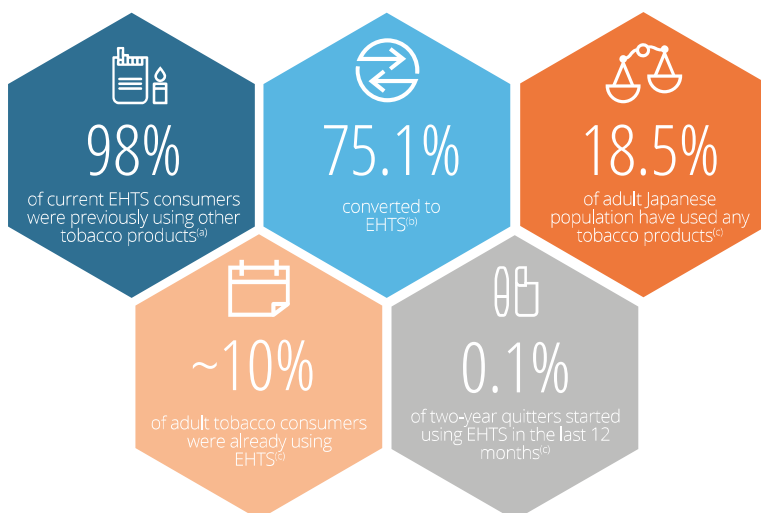 98%
of current EHTS consumers
were previously using other
tobacco products(a)
75.1%
converted to
EHTS(b)
18.5%
of adult Japanese
population have used any
tobacco products(c)
~10%
of adult tobacco consumers
were already using
EHTS(c)
0.1%
of two-year quitters started
using EHTS in the last 12
months(c)